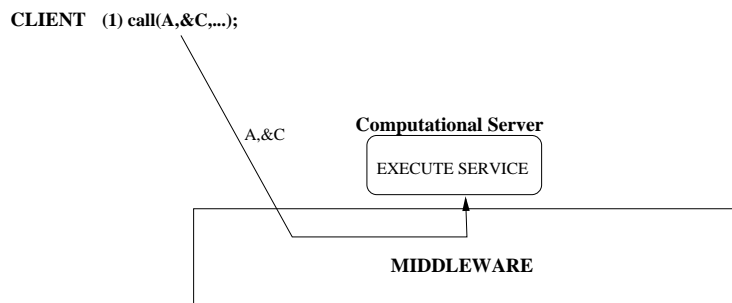 CLIENT (1) call(A,&C,...);
A,&C
Computational Server
EXECUTE SERVICE
MIDDLEWARE